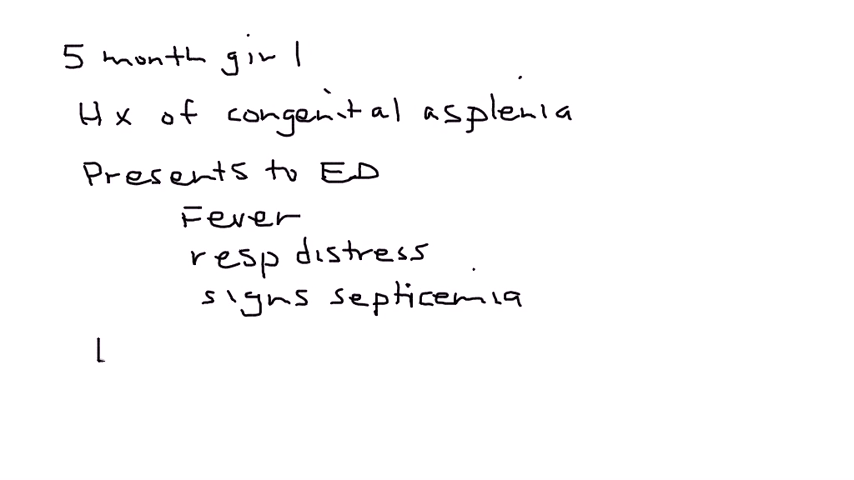 5 month girl
Hx of congenital asplenia
Presents to ED
Fever
resp distress
signs septicemia